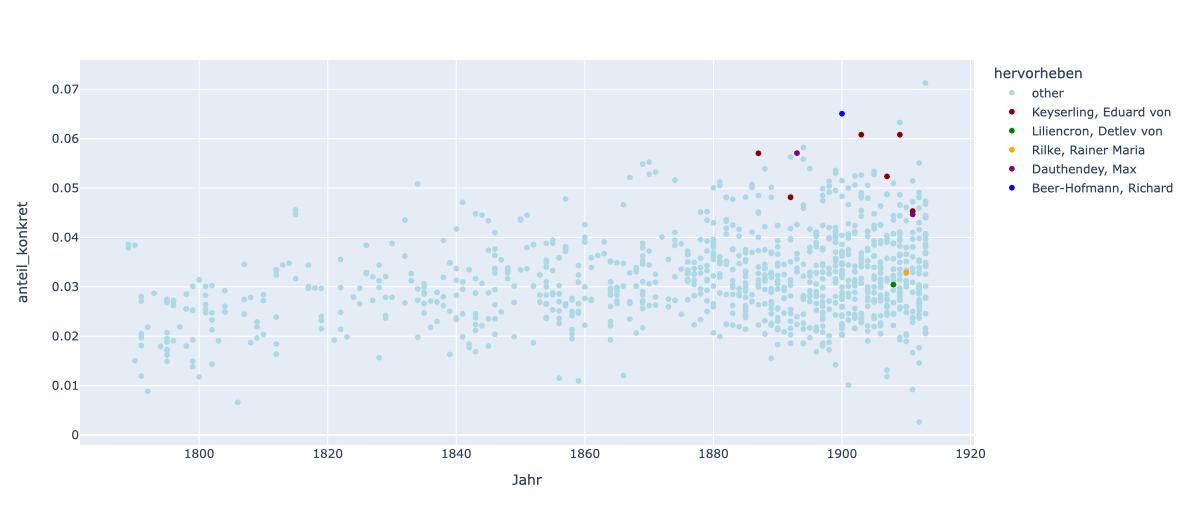 hervorheben
other
Keyserling, Eduard von
Liliencron, Detlev von
Rilke, Rainer Maria
Dauthendey, Max
Beer-Hofmann, Richard
anteil_konkret
0.07
0.06
0.05
0.04
0.03
0.02
0.01
0
1800
1820
1840
1860
1880
1900
1920
Jahr